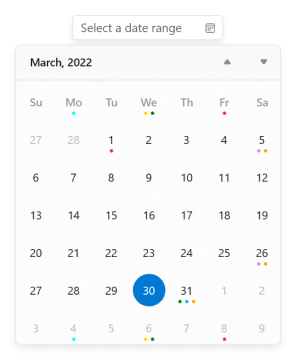 Select a date range
March, 2022
Su Mo Tu We Th Fr Sa
27 28 1 2 3 4 5
6 7 8 9 10 11 12
13 14 15 16 17 18 19
20 21 22 23 24 25 26
27 28 29 30 31 1 2
3 4 5 6 7 8 9